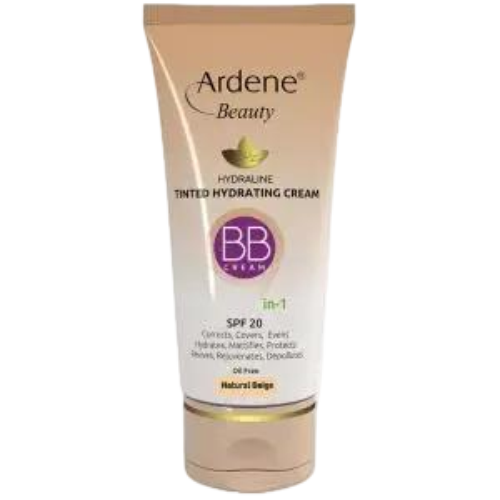 Ardene®
Beauty
HYDRALINE
TINTED HYDRATING CREAM
BB
CREAM
in-1
SPF 20
Corrects, Covers, Evens
Hydrates, Mattifies, Protects
Revives, Rejuvenates, Depollutes
Oil Free
Natural Beige